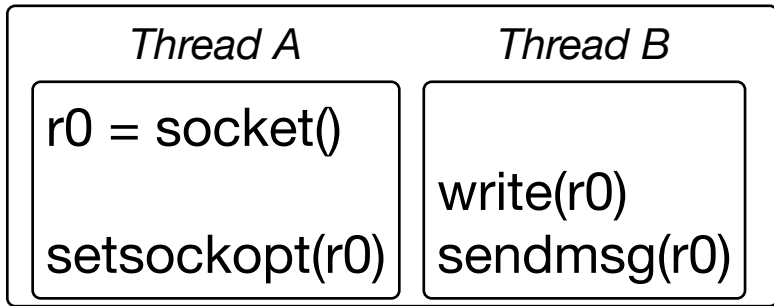 Thread A
r0 = socket()
setsockopt(r0)
Thread B
write(r0)
sendmsg(r0)